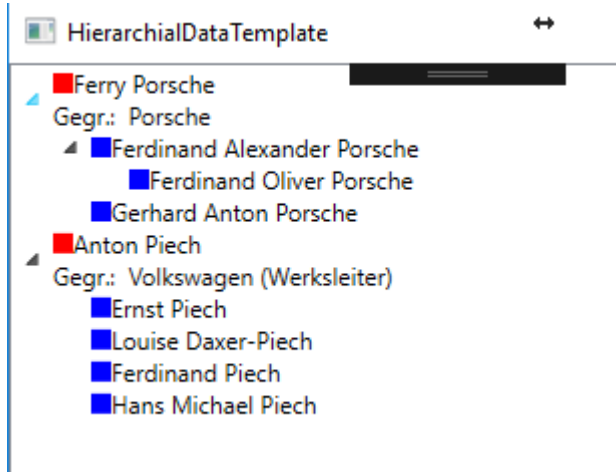 HierarchialDataTemplate
Ferry Porsche
Gegr.: Porsche
Ferdinand Alexander Porsche
Ferdinand Oliver Porsche
Gerhard Anton Porsche
Anton Piech
Gegr.: Volkswagen (Werksleiter)
Ernst Piech
Louise Daxer-Piech
Ferdinand Piech
Hans Michael Piech